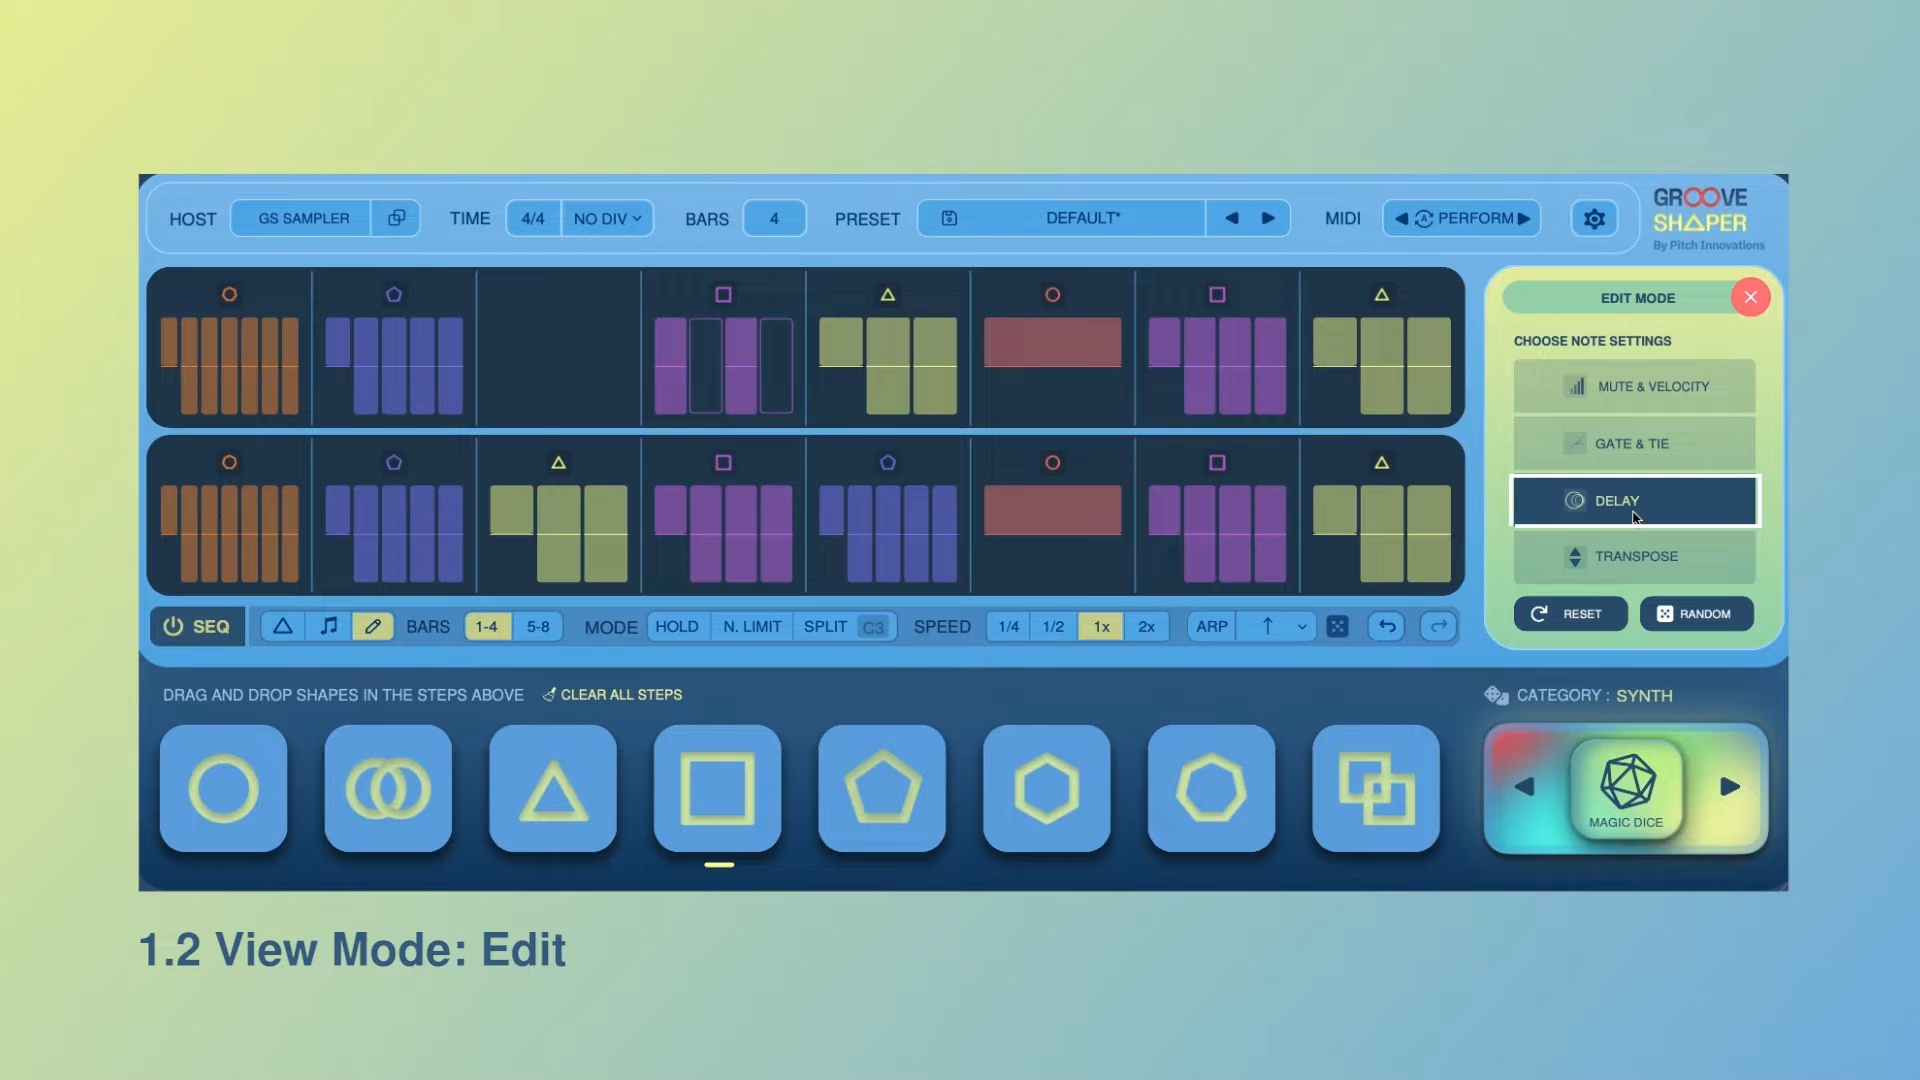 HOST GS SAMPLER TIME 4/4 NO DIV BARS 4 PRESET DEFAULT* MIDI A PERFORM
GROOVE
SHAPER
By Pitch Innovations
EDIT MODE
CHOOSE NOTE SETTINGS
MUTE & VELOCITY
GATE & TIE
DELAY
TRANSPOSE
RESET RANDOM
SEQ BARS 1-4 5-8 MODE HOLD N. LIMIT SPLIT C3 SPEED 1/4 1/2 1x 2x ARP
DRAG AND DROP SHAPES IN THE STEPS ABOVE CLEAR ALL STEPS
CATEGORY : SYNTH
MAGIC DICE
1.2 View Mode: Edit